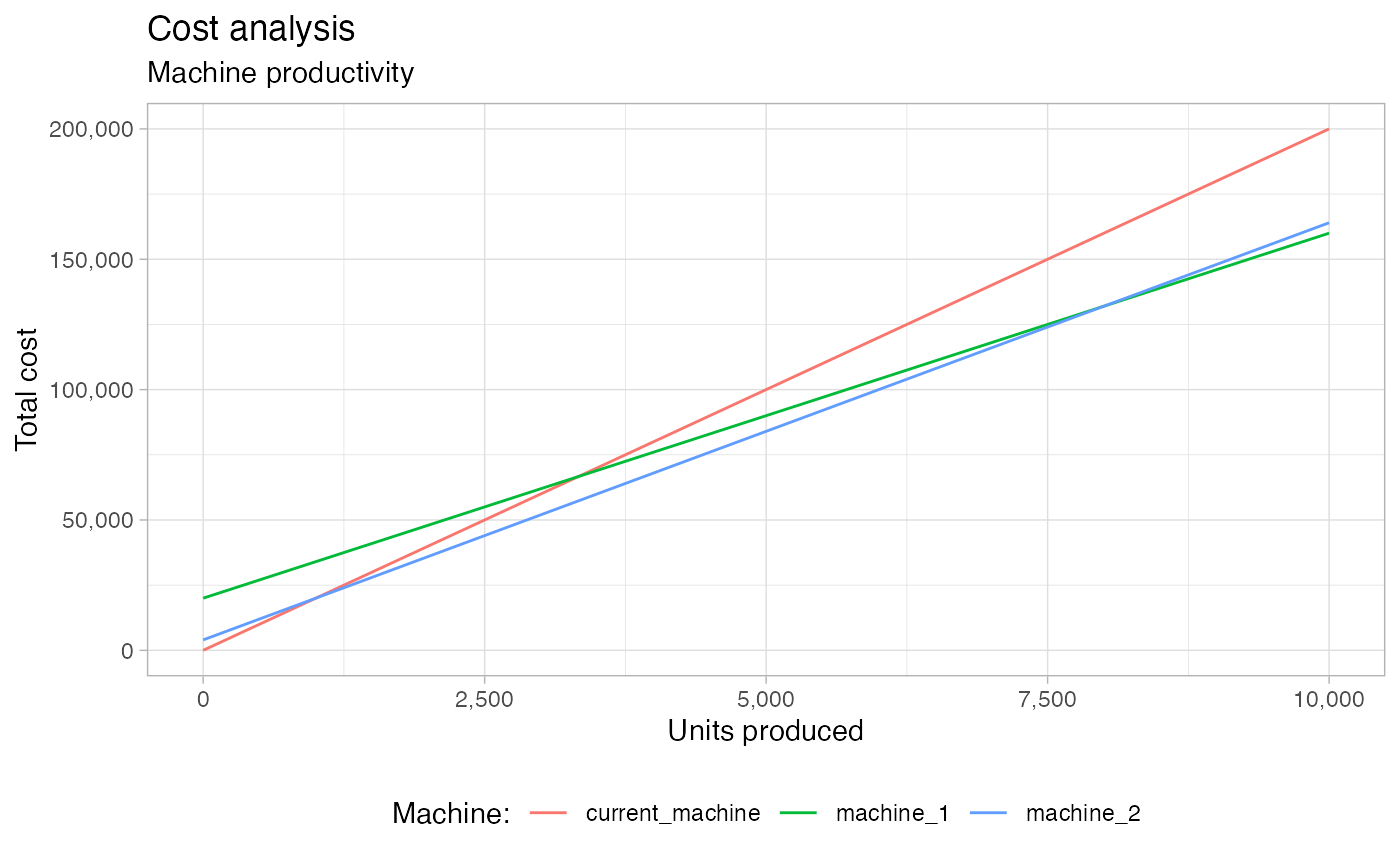 Cost analysis
Machine productivity
200,000
150,000
100,000
50,000
0
Total cost
0 2,500 5,000 7,500 10,000
Units produced
Machine: current_machine machine_1 machine_2